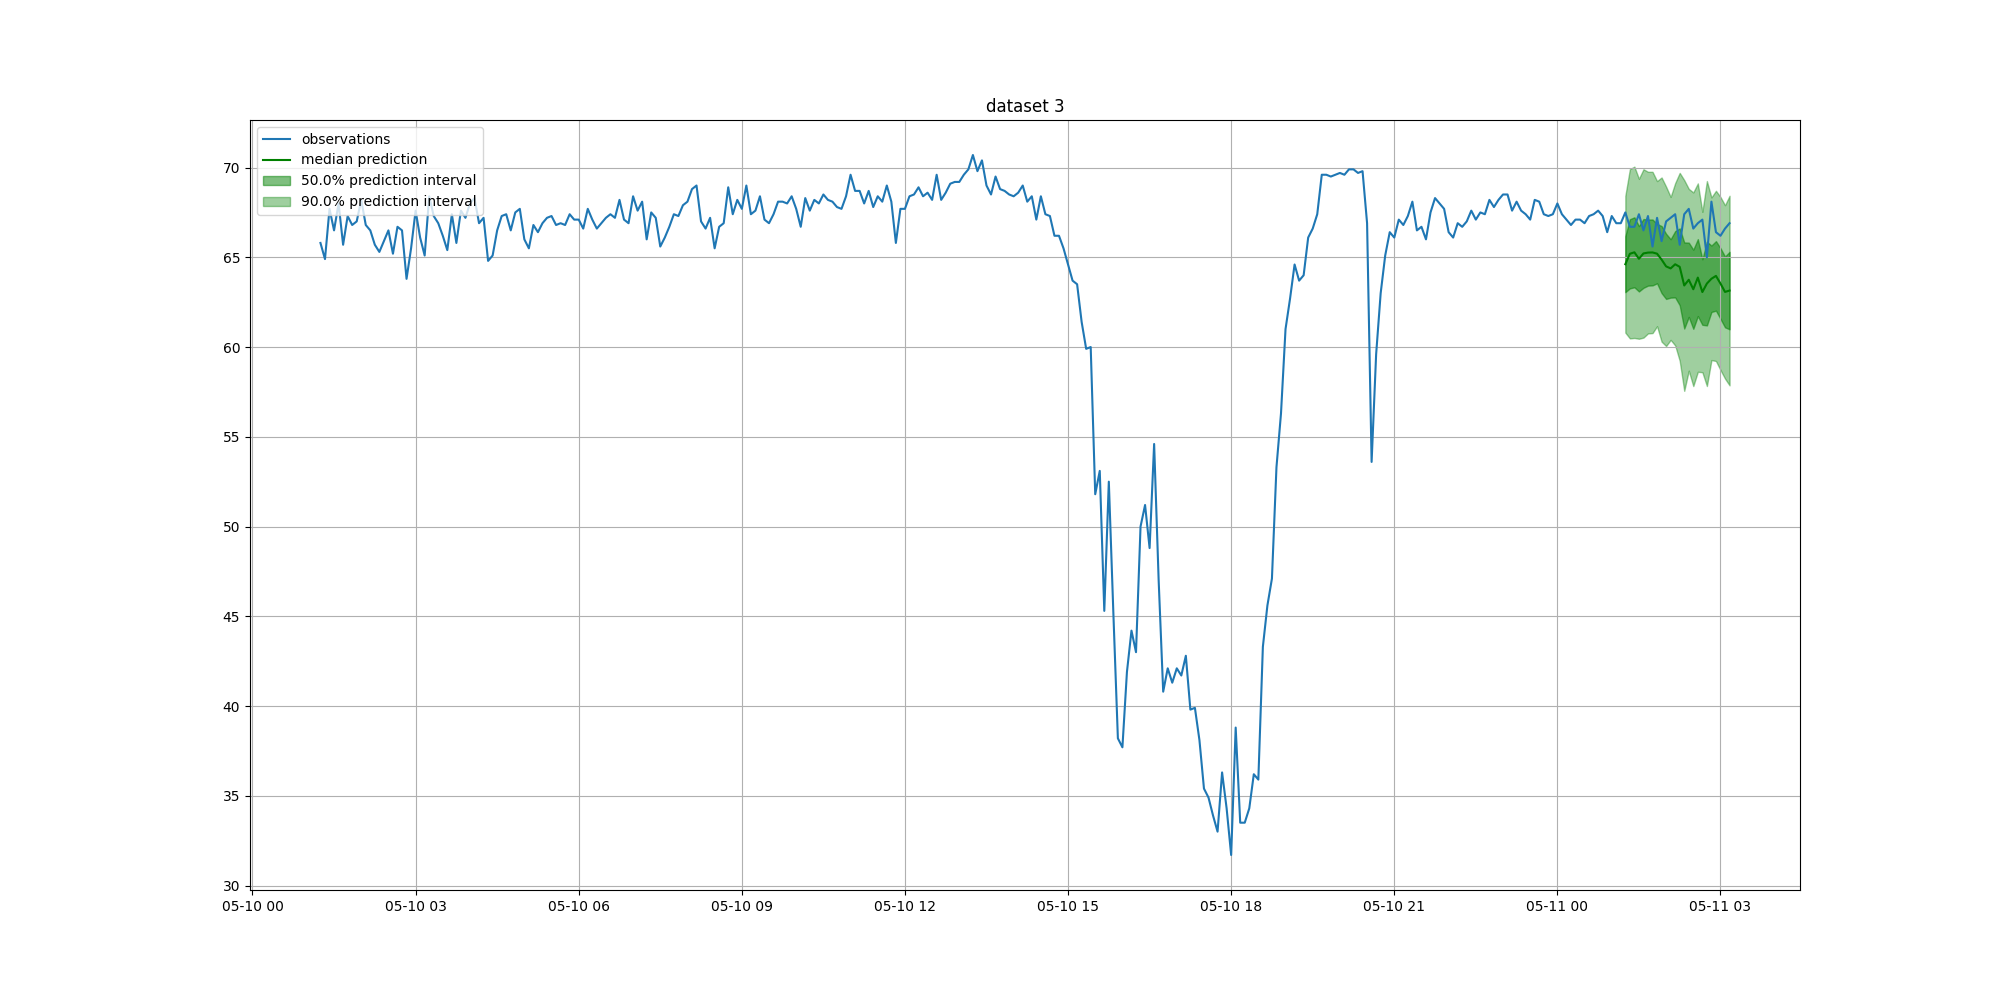 dataset 3
observations
median prediction
50.0% prediction interval
90.0% prediction interval
70
65
60
55
50
45
40
35
30
05-10 00 05-10 03 05-10 06 05-10 09 05-10 12 05-10 15 05-10 18 05-10 21 05-11 00 05-11 03